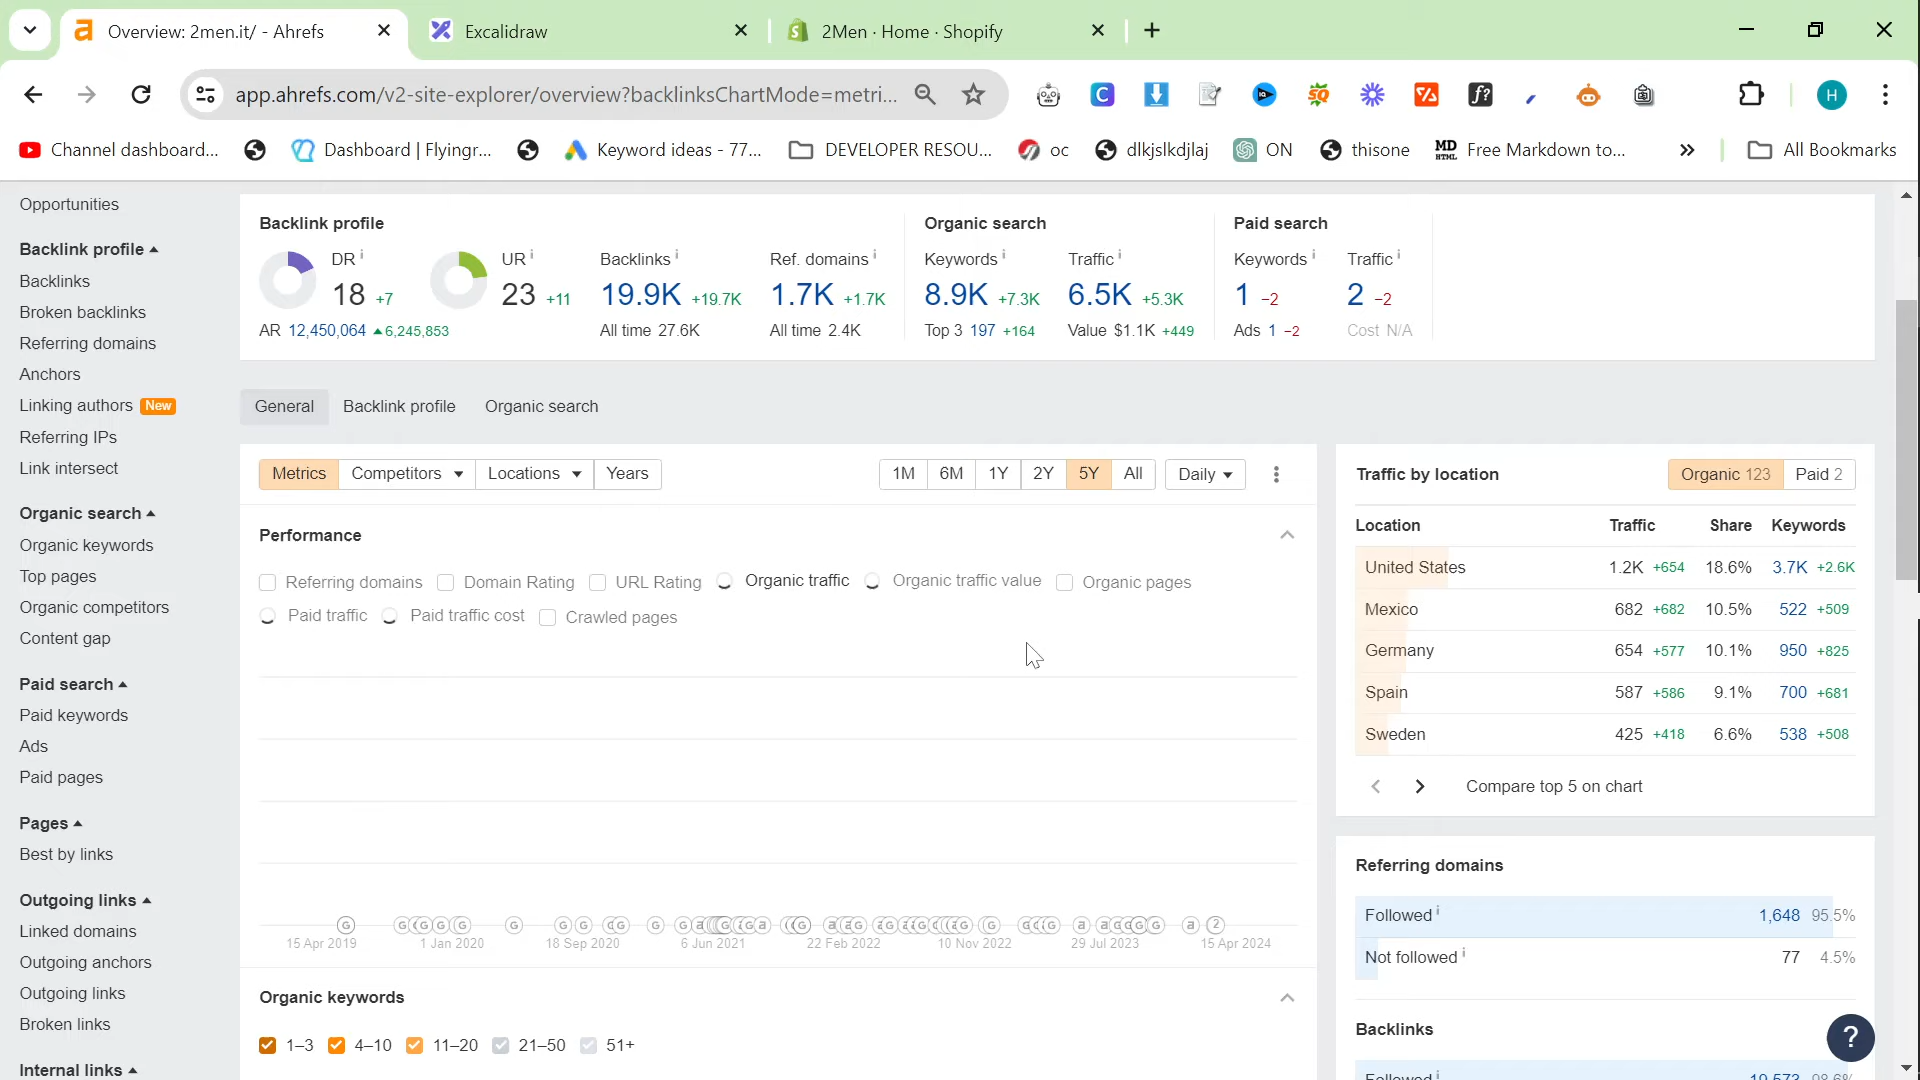 Overview: 2men.it/ - Ahrefs
Excalidraw
2Men · Home · Shopify
app.ahrefs.com/v2-site-explorer/overview?backlinksChartMode=metri...
H
Channel dashboard...
Dashboard | Flyingr...
Keyword ideas - 77...
DEVELOPER RESOU...
oc
dlkjslkdjlaj
ON
thisone
Free Markdown to...
All Bookmarks
Opportunities
Backlink profile
Backlinks
Broken backlinks
Referring domains
Anchors
Linking authors New
Referring IPs
Link intersect
Organic search
Organic keywords
Top pages
Organic competitors
Content gap
Paid search
Paid keywords
Ads
Paid pages
Pages
Best by links
Outgoing links
Linked domains
Outgoing anchors
Outgoing links
Broken links
Internal links
Backlink profile
DR i
18 +7
AR 12,450,064 6,245,853
UR i
23 +11
Backlinks i
19.9K +19.7K
All time 27.6K
Ref. domains i
1.7K +1.7K
All time 2.4K
Organic search
Keywords i
8.9K +7.3K
Top 3 197 +164
Traffic i
6.5K +5.3K
Value $1.1K +449
Paid search
Keywords i
1 -2
Ads 1 -2
Traffic i
2 -2
Cost N/A
General Backlink profile Organic search
Metrics Competitors Locations Years
1M 6M 1Y 2Y 5Y All Daily
Performance
Referring domains Domain Rating URL Rating Organic traffic Organic traffic value Organic pages
Paid traffic Paid traffic cost Crawled pages
15 Apr 2019 1 Jan 2020 18 Sep 2020 6 Jun 2021 22 Feb 2022 10 Nov 2022 29 Jul 2023 15 Apr 2024
Organic keywords
1–3 4–10 11–20 21–50 51+
Traffic by location
Organic 123 Paid 2
Location Traffic Share Keywords
United States 1.2K +654 18.6% 3.7K +2.6K
Mexico 682 +682 10.5% 522 +509
Germany 654 +577 10.1% 950 +825
Spain 587 +586 9.1% 700 +681
Sweden 425 +418 6.6% 538 +508
Compare top 5 on chart
Referring domains
Followed i 1,648 95.5%
Not followed i 77 4.5%
Backlinks
Followed i 19,573 98.6%
?